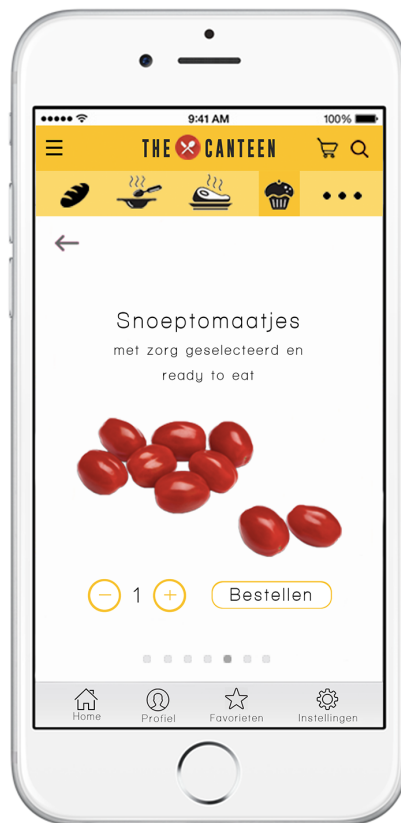 9:41 AM 100%
THE CANTEEN
Snoeptomaatjes
met zorg geselecteerd en
ready to eat
1 Bestellen
Home Profiel Favorieten Instellingen